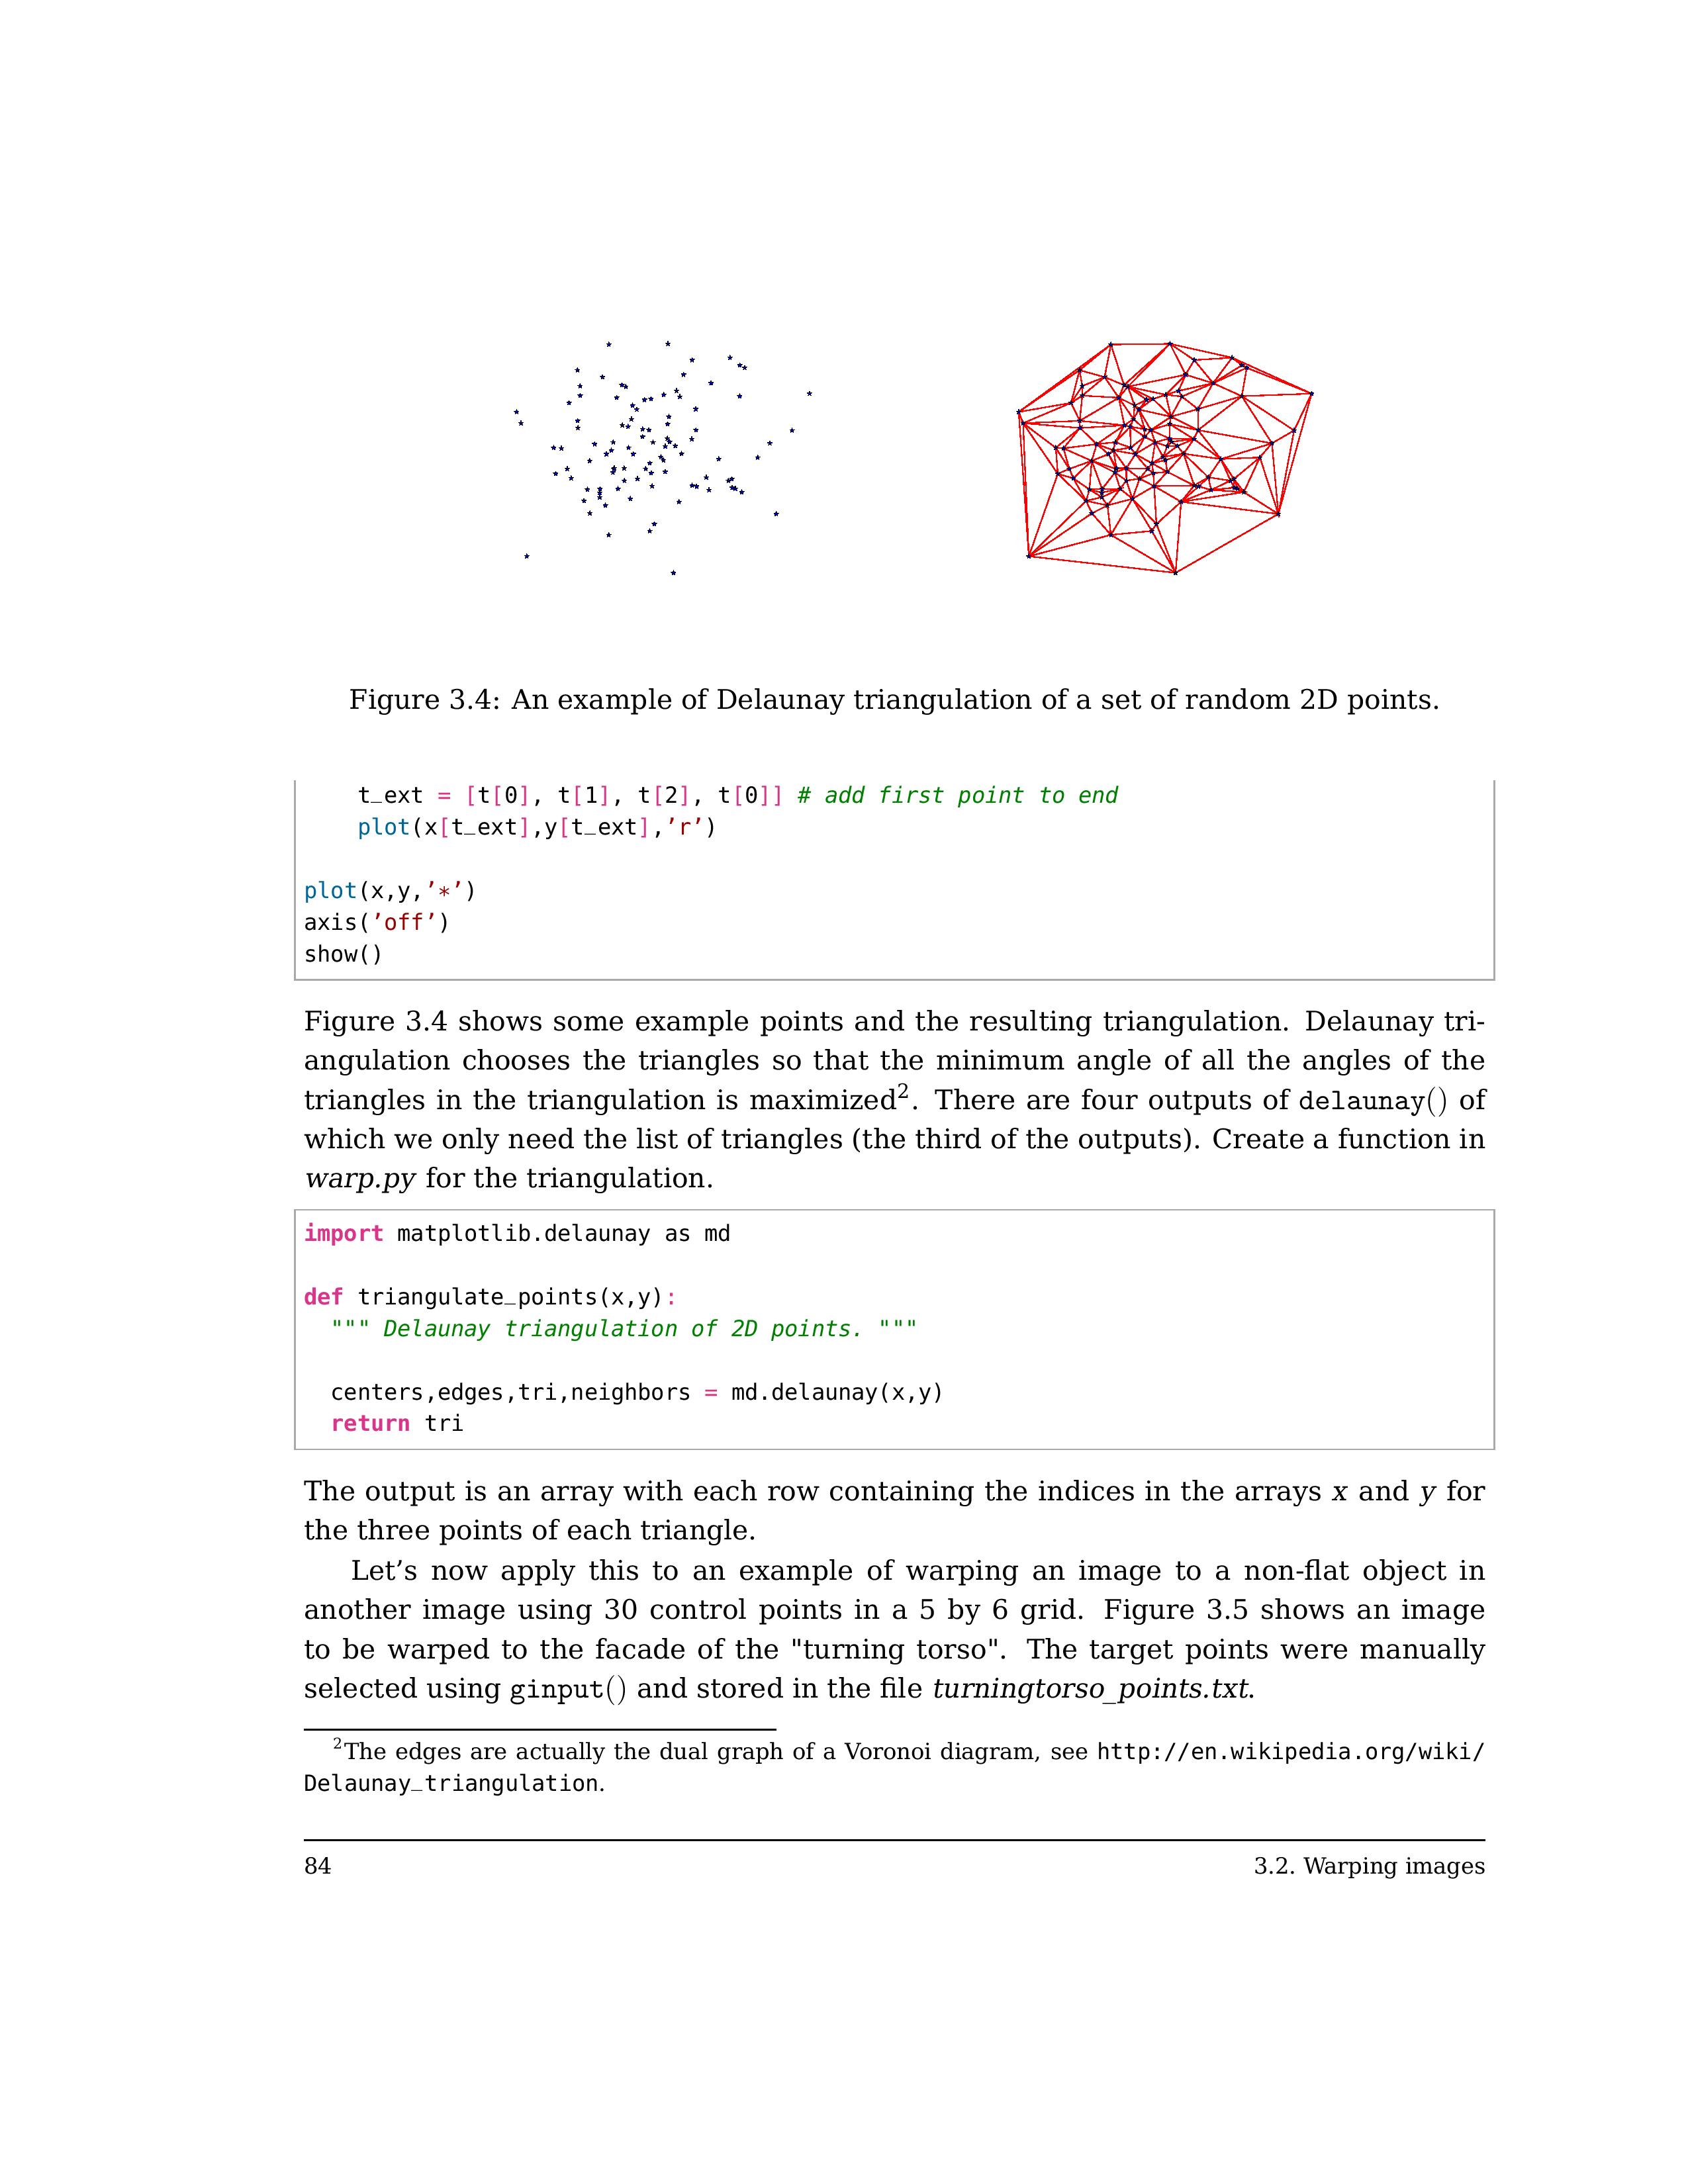 Figure 3.4: An example of Delaunay triangulation of a set of random 2D points.
t_ext = [t[0], t[1], t[2], t[0]] # add first point to end
plot(x[t_ext],y[t_ext],’r’)
plot(x,y,’*’)
axis(’off’)
show()
Figure 3.4 shows some example points and the resulting triangulation. Delaunay tri-
angulation chooses the triangles so that the minimum angle of all the angles of the
triangles in the triangulation is maximized2. There are four outputs of delaunay() of
which we only need the list of triangles (the third of the outputs). Create a function in
warp.py for the triangulation.
import matplotlib.delaunay as md
def triangulate_points(x,y):
""" Delaunay triangulation of 2D points. """
centers,edges,tri,neighbors = md.delaunay(x,y)
return tri
The output is an array with each row containing the indices in the arrays x and y for
the three points of each triangle.
Let’s now apply this to an example of warping an image to a non-flat object in
another image using 30 control points in a 5 by 6 grid. Figure 3.5 shows an image
to be warped to the facade of the "turning torso". The target points were manually
selected using ginput() and stored in the file turningtorso_points.txt.
2The edges are actually the dual graph of a Voronoi diagram, see http://en.wikipedia.org/wiki/
Delaunay_triangulation.
84 3.2. Warping images